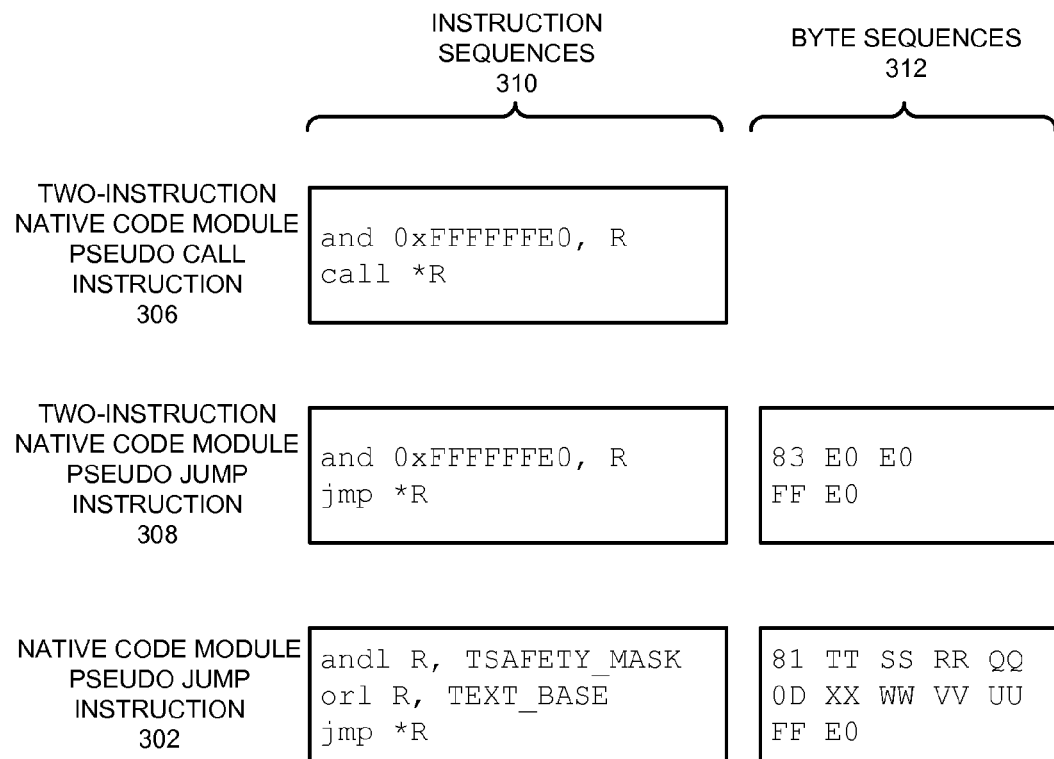 INSTRUCTION
SEQUENCES
310
BYTE SEQUENCES
312
TWO-INSTRUCTION
NATIVE CODE MODULE
PSEUDO CALL
INSTRUCTION
306
and 0xFFFFFFE0, R
call *R
TWO-INSTRUCTION
NATIVE CODE MODULE
PSEUDO JUMP
INSTRUCTION
308
and 0xFFFFFFE0, R
jmp *R
83 E0 E0
FF E0
NATIVE CODE MODULE
PSEUDO JUMP
INSTRUCTION
302
andl R, TSAFETY_MASK
orl R, TEXT_BASE
jmp *R
81 TT SS RR QQ
0D XX WW VV UU
FF E0